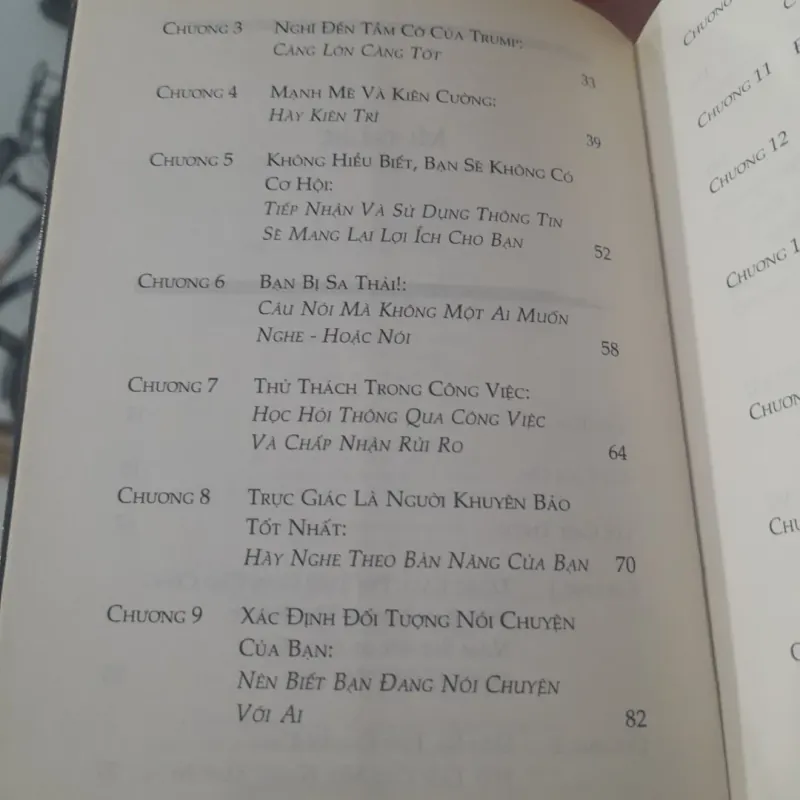 CHƯƠNG 3 NGHĨ ĐẾN TẦM CỠ CỦA TRUMP:
CÀNG LỚN CÀNG TỐT
33
CHƯƠNG 4 MẠNH MẼ VÀ KIÊN CƯỜNG:
HÃY KIÊN TRÌ
39
CHƯƠNG 5 KHÔNG HIỂU BIẾT, BẠN SẼ KHÔNG CÓ
CƠ HỘI:
TIẾP NHẬN VÀ SỬ DỤNG THÔNG TIN
SẼ MANG LẠI LỢI ÍCH CHO BẠN 52
CHƯƠNG 6 BẠN BỊ SA THẢI!:
CÂU NÓI MÀ KHÔNG MỘT AI MUỐN
NGHE - HOẶC NÓI 58
CHƯƠNG 7 THỬ THÁCH TRONG CÔNG VIỆC:
HỌC HỎI THÔNG QUA CÔNG VIỆC
VÀ CHẤP NHẬN RỦI RO 64
CHƯƠNG 8 TRỰC GIÁC LÀ NGƯỜI KHUYÊN BẢO
TỐT NHẤT:
HÃY NGHE THEO BẢN NĂNG CỦA BẠN 70
CHƯƠNG 9 XÁC ĐỊNH ĐỐI TƯỢNG NÓI CHUYỆN
CỦA BẠN:
NÊN BIẾT BẠN ĐANG NÓI CHUYỆN
VỚI AI 82
CHƯƠNG
CHƯƠNG 11
CHƯƠNG 12
CHƯƠNG 1
CHƯƠN